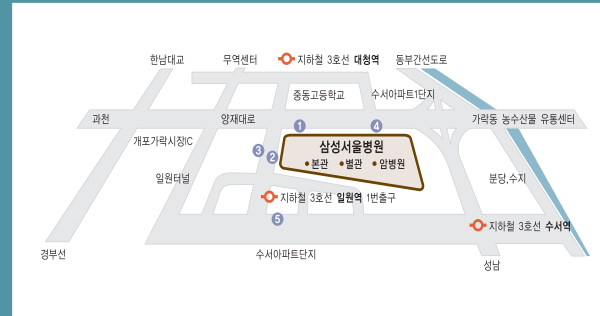 한남대교
무역센터
지하철 3호선 대청역
동부간선도로
중동고등학교
수서아파트1단지
과천
양재대로
가락동 농수산물 유통센터
1
4
개포가락시장IC
삼성서울병원
3
2
•본관 •별관 •암병원
일원터널
분당,수지
지하철 3호선 일원역 1번출구
5
지하철 3호선 수서역
경부선
수서아파트단지
성남